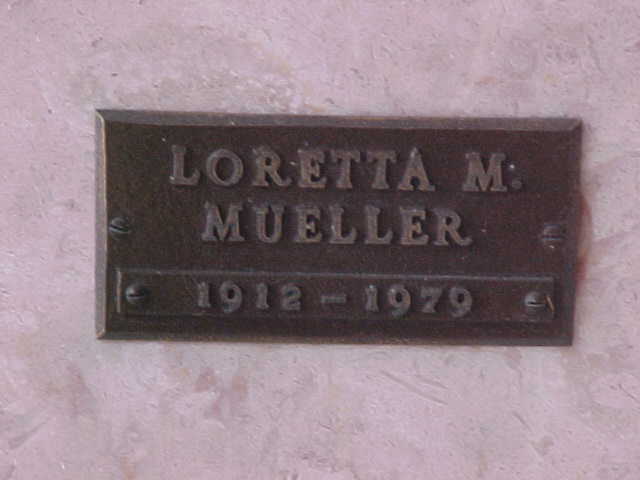 LORETTA M.
MUELLER
1912 - 1979